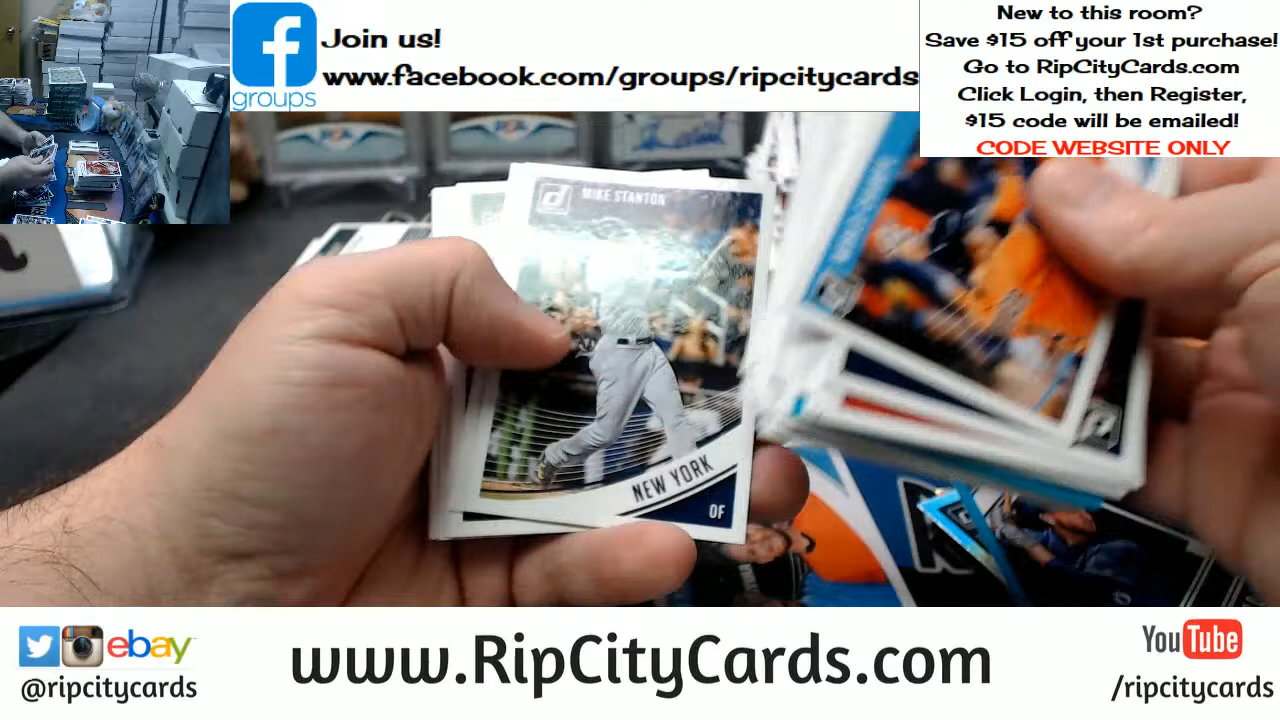 groups
Join us!
www.facebook.com/groups/ripcitycards
New to this room?
Save $15 off your 1st purchase!
Go to RipCityCards.com
Click Login, then Register,
$15 code will be emailed!
CODE WEBSITE ONLY
MIKE STANTON
NEW YORK
OF
ebay
@ripcitycards
www.RipCityCards.com
YouTube
/ripcitycards